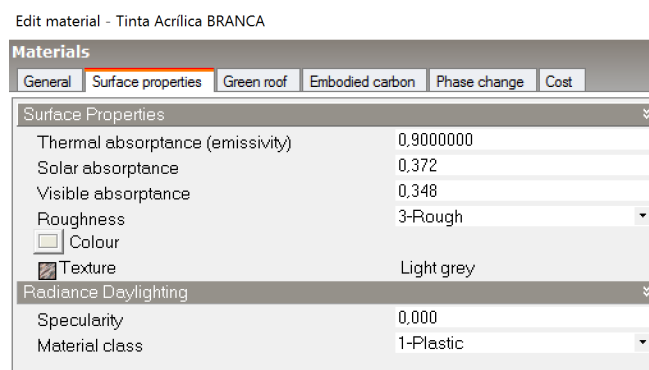 Edit material - Tinta Acrílica BRANCA
Materials
General Surface properties Green roof Embodied carbon Phase change Cost
Surface Properties
Thermal absorptance (emissivity) 0,9000000
Solar absorptance 0,372
Visible absorptance 0,348
Roughness 3-Rough
Colour
Texture Light grey
Radiance Daylighting
Specularity 0,000
Material class 1-Plastic